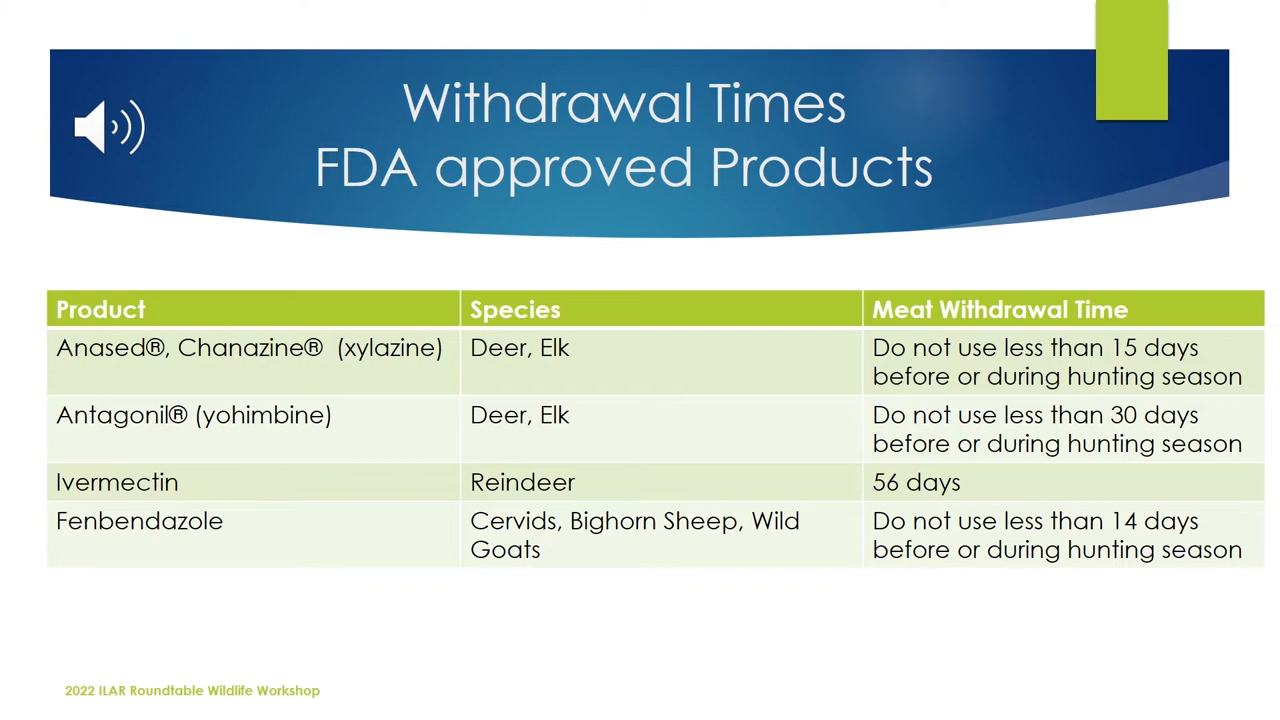 Withdrawal Times
FDA approved Products
Product Species Meat Withdrawal Time
Anased®, Chanazine® (xylazine) Deer, Elk Do not use less than 15 days
before or during hunting season
Antagonil® (yohimbine) Deer, Elk Do not use less than 30 days
before or during hunting season
Ivermectin Reindeer 56 days
Fenbendazole Cervids, Bighorn Sheep, Wild Do not use less than 14 days
Goats before or during hunting season
2022 ILAR Roundtable Wildlife Workshop